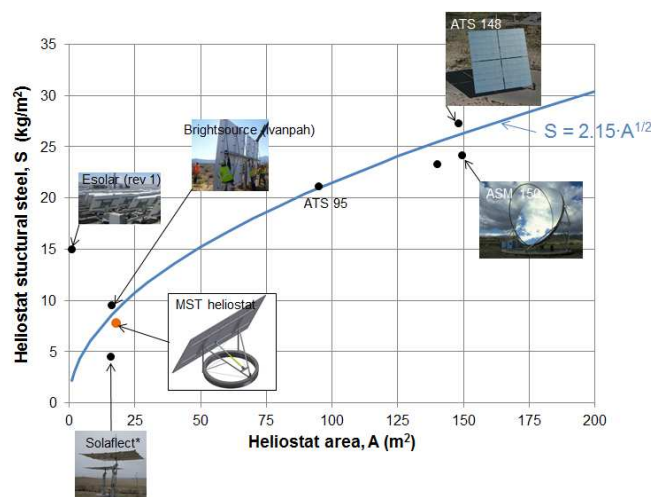 ATS 148
35
30
25
20
15
10
5
0
Heliostat stuctural steel, S (kg/m²)
Brightsource (Ivanpah)
S = 2.15·A^1/2
Esolar (rev 1)
ATS 95
ASM 150
MST heliostat
0 25 50 75 100 125 150 175 200
Solaflect*
Heliostat area, A (m²)